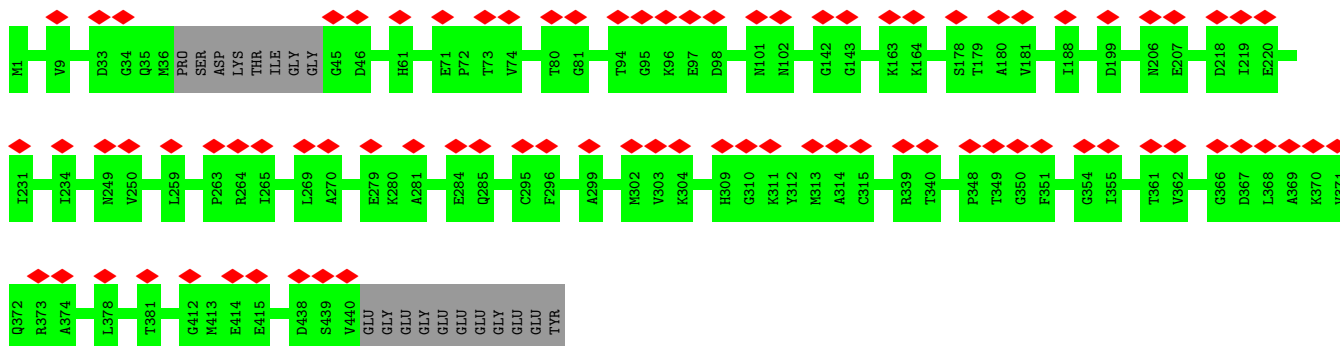 M1 V9 D33 G34 Q35 M36 PRO SER ASP LYS THR ILE GLY GLY G45 D46 H61 E71 P72 T73 V74 T80 G81 T94 G95 K96 E97 D98 N101 N102 G142 G143 K163 K164 S178 T179 A180 V181 I188 D199 N206 E207 D218 I219 E220
I231 I234 N249 V250 L259 P263 R264 I265 L269 A270 E279 K280 A281 E284 Q285 C295 F296 A299 M302 V303 K304 H309 G310 K311 Y312 M313 A314 C315 R339 T340 P348 T349 G350 F351 G354 I355 T361 V362 G366 D367 L368 A369 K370 V371
Q372 R373 A374 L378 T381 G412 M413 E414 E415 D438 S439 V440 GLU GLY GLU GLY GLU GLU GLU GLY GLU GLU TYR